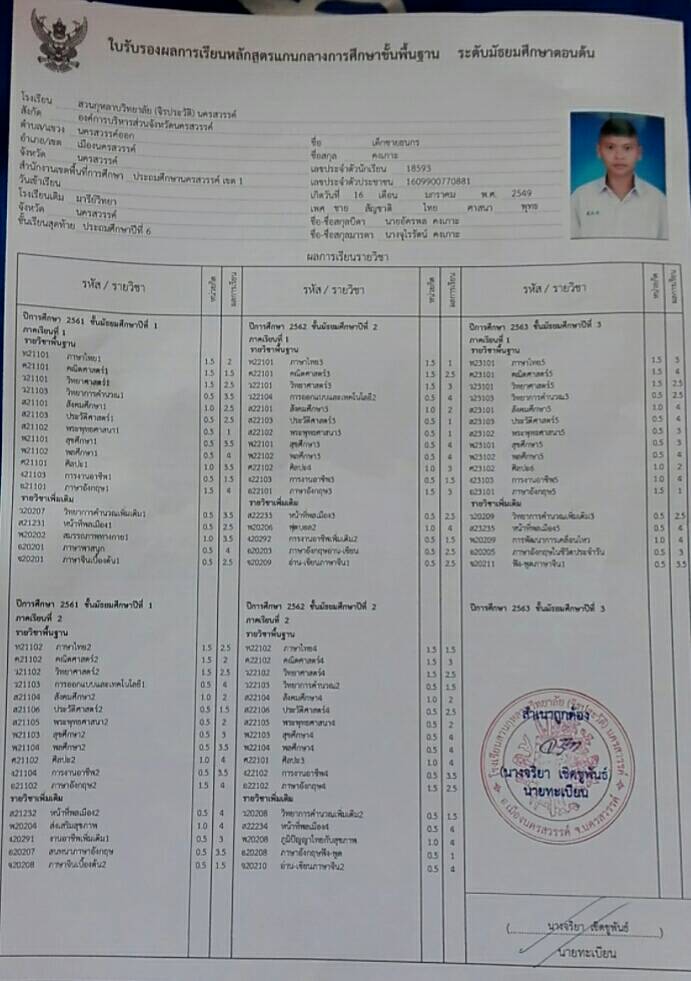 ใบรับรองผลการเรียนหลักสูตรแกนกลางการศึกษาขั้นพื้นฐาน ระดับมัธยมศึกษาตอนต้น
โรงเรียน สวนกุหลาบวิทยาลัย (จิรประวัติ) นครสวรรค์
สังกัด องค์การบริหารส่วนจังหวัดนครสวรรค์
ตำบล/แขวง นครสวรรค์ออก
อำเภอ/เขต เมืองนครสวรรค์
จังหวัด นครสวรรค์
สำนักงานเขตพื้นที่การศึกษา ประถมศึกษานครสวรรค์ เขต 1
วันเข้าเรียน
โรงเรียนเดิม มารีย์วิทยา
จังหวัด นครสวรรค์
ชั้นเรียนสุดท้าย ประถมศึกษาปีที่ 6
ชื่อ เด็กชายธนกร
ชื่อสกุล คงเกาะ
เลขประจำตัวนักเรียน 18593
เลขประจำตัวประชาชน 1609900770881
เกิดวันที่ 16 เดือน มกราคม พ.ศ. 2549
เพศ ชาย สัญชาติ ไทย ศาสนา พุทธ
ชื่อ-ชื่อสกุลบิดา นายอัครพล คงเกาะ
ชื่อ-ชื่อสกุลมารดา นางจุไรรัตน์ คงเกาะ
ผลการเรียนรายวิชา
รหัส / รายวิชา หน่วยกิต ผลการเรียน
ปีการศึกษา 2561 ชั้นมัธยมศึกษาปีที่ 1
ภาคเรียนที่ 1
รายวิชาพื้นฐาน
ท21101 ภาษาไทย1 1.5 2
ค21101 คณิตศาสตร์1 1.5 1.5
ว21101 วิทยาศาสตร์1 1.5 2.5
ว21103 วิทยาการคำนวณ1 0.5 3.5
ส21101 สังคมศึกษา1 1.0 2.5
ส21103 ประวัติศาสตร์1 0.5 2.5
ส21102 พระพุทธศาสนา1 0.5 1
พ21101 สุขศึกษา1 0.5 3.5
พ21102 พลศึกษา1 0.5 4
ศ21101 ศิลปะ1 1.0 3.5
ง21103 การงานอาชีพ1 0.5 1.5
อ21101 ภาษาอังกฤษ1 1.5 4
รายวิชาเพิ่มเติม
ว20207 วิทยาการคำนวณเพิ่มเติม1 0.5 3.5
ส21231 หน้าที่พลเมือง1 0.5 2.5
พ20202 สมรรถภาพทางกาย1 1.0 3.5
อ20201 ภาษาพาสนุก 0.5 4
จ20201 ภาษาจีนเบื้องต้น1 0.5 2.5
ปีการศึกษา 2561 ชั้นมัธยมศึกษาปีที่ 1
ภาคเรียนที่ 2
รายวิชาพื้นฐาน
ท21102 ภาษาไทย2 1.5 2.5
ค21102 คณิตศาสตร์2 1.5 2
ว21102 วิทยาศาสตร์2 1.5 2.5
ว21103 การออกแบบและเทคโนโลยี1 0.5 4
ส21104 สังคมศึกษา2 1.0 2
ส21106 ประวัติศาสตร์2 0.5 1.5
ส21105 พระพุทธศาสนา2 0.5 2
พ21103 สุขศึกษา2 0.5 3
พ21104 พลศึกษา2 0.5 3.5
ศ21102 ศิลปะ2 1.0 4
ง21104 การงานอาชีพ2 0.5 3.5
อ21102 ภาษาอังกฤษ2 1.5 4
รายวิชาเพิ่มเติม
ส21232 หน้าที่พลเมือง2 0.5 4
พ20204 ส่งเสริมสุขภาพ 1.0 4
ง20291 งานอาชีพเพิ่มเติม1 0.5 3
อ20207 สนทนาภาษาอังกฤษ 0.5 3.5
จ20208 ภาษาจีนเบื้องต้น2 0.5 1.5
รหัส / รายวิชา หน่วยกิต ผลการเรียน
ปีการศึกษา 2562 ชั้นมัธยมศึกษาปีที่ 2
ภาคเรียนที่ 1
รายวิชาพื้นฐาน
ท22101 ภาษาไทย3 1.5 1
ค22101 คณิตศาสตร์3 1.5 2.5
ว22101 วิทยาศาสตร์3 1.5 3
ว22104 การออกแบบและเทคโนโลยี2 0.5 4
ส22101 สังคมศึกษา3 1.0 2
ส22103 ประวัติศาสตร์3 0.5 1
ส22102 พระพุทธศาสนา3 0.5 1
พ22101 สุขศึกษา3 0.5 4
พ22102 พลศึกษา3 0.5 4
ศ22102 ศิลปะ4 1.0 3
ง22103 การงานอาชีพ3 0.5 1.5
อ22101 ภาษาอังกฤษ3 1.5 3
รายวิชาเพิ่มเติม
ส22233 หน้าที่พลเมือง3 0.5 2.5
พ20206 ฟุตบอล2 1.0 4
ง20292 การงานอาชีพเพิ่มเติม2 0.5 3.5
อ20203 ภาษาอังกฤษอ่าน-เขียน 0.5 2.5
จ20209 อ่าน-เขียนภาษาจีน1 0.5 2.5
ปีการศึกษา 2562 ชั้นมัธยมศึกษาปีที่ 2
ภาคเรียนที่ 2
รายวิชาพื้นฐาน
ท22102 ภาษาไทย4 1.5 1.5
ค22102 คณิตศาสตร์4 1.5 3
ว22102 วิทยาศาสตร์4 1.5 2.5
ว22103 วิทยาการคำนวณ2 0.5 1.5
ส22104 สังคมศึกษา4 1.0 2
ส22106 ประวัติศาสตร์4 0.5 2.5
ส22105 พระพุทธศาสนา4 0.5 2
พ22103 สุขศึกษา4 0.5 4
พ22104 พลศึกษา4 0.5 4
ศ22101 ศิลปะ3 1.0 4
ง22102 การงานอาชีพ4 0.5 3.5
อ22102 ภาษาอังกฤษ4 1.5 2.5
รายวิชาเพิ่มเติม
ว20208 วิทยาการคำนวณเพิ่มเติม2 0.5 1.5
ส22234 หน้าที่พลเมือง4 0.5 4
พ20208 ภูมิปัญญาไทยกับสุขภาพ 1.0 4
อ20208 ภาษาอังกฤษฟัง-พูด 0.5 1
จ20210 อ่าน-เขียนภาษาจีน2 0.5 4
รหัส / รายวิชา หน่วยกิต ผลการเรียน
ปีการศึกษา 2563 ชั้นมัธยมศึกษาปีที่ 3
ภาคเรียนที่ 1
รายวิชาพื้นฐาน
ท23101 ภาษาไทย5 1.5 3
ค23101 คณิตศาสตร์5 1.5 4
ว23101 วิทยาศาสตร์5 1.5 2.5
ว23103 วิทยาการคำนวณ3 0.5 2.5
ส23101 สังคมศึกษา5 1.0 4
ส23103 ประวัติศาสตร์5 0.5 4
ส23102 พระพุทธศาสนา5 0.5 3
พ23101 สุขศึกษา5 0.5 3
พ23102 พลศึกษา5 0.5 4
ศ23102 ศิลปะ6 1.0 2
ง23103 การงานอาชีพ5 0.5 4
อ23101 ภาษาอังกฤษ5 1.5 1
รายวิชาเพิ่มเติม
ว20209 วิทยาการคำนวณเพิ่มเติม3 0.5 2.5
ส23235 หน้าที่พลเมือง5 0.5 4
พ20209 การพัฒนาการเคลื่อนไหว 1.0 4
อ20205 ภาษาอังกฤษในชีวิตประจำวัน 0.5 3
จ20211 ฟัง-พูดภาษาจีน1 0.5 3.5
ปีการศึกษา 2563 ชั้นมัธยมศึกษาปีที่ 3
สำเนาถูกต้อง
(นางจริยา เชิดชูพันธ์)
นายทะเบียน
อ.เมืองนครสวรรค์ จ.นครสวรรค์
(นางจริยา เชิดชูพันธ์)
นายทะเบียน